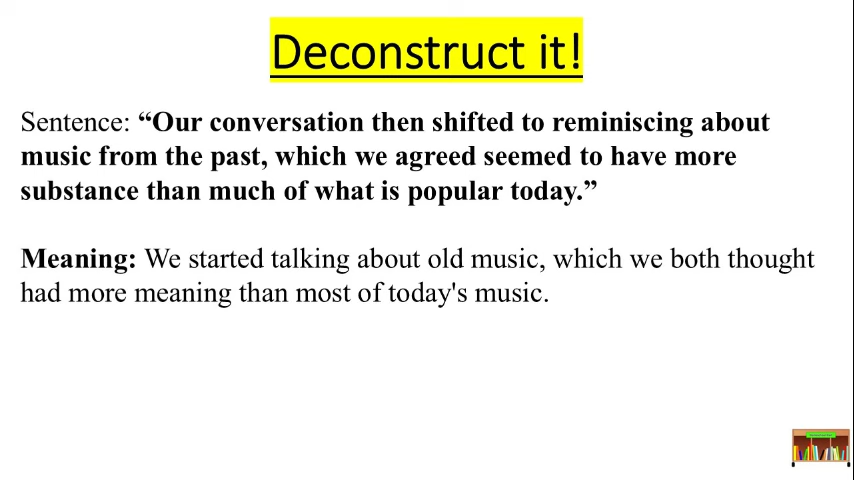 Deconstruct it!
Sentence: “Our conversation then shifted to reminiscing about
music from the past, which we agreed seemed to have more
substance than much of what is popular today.”
Meaning: We started talking about old music, which we both thought
had more meaning than most of today's music.